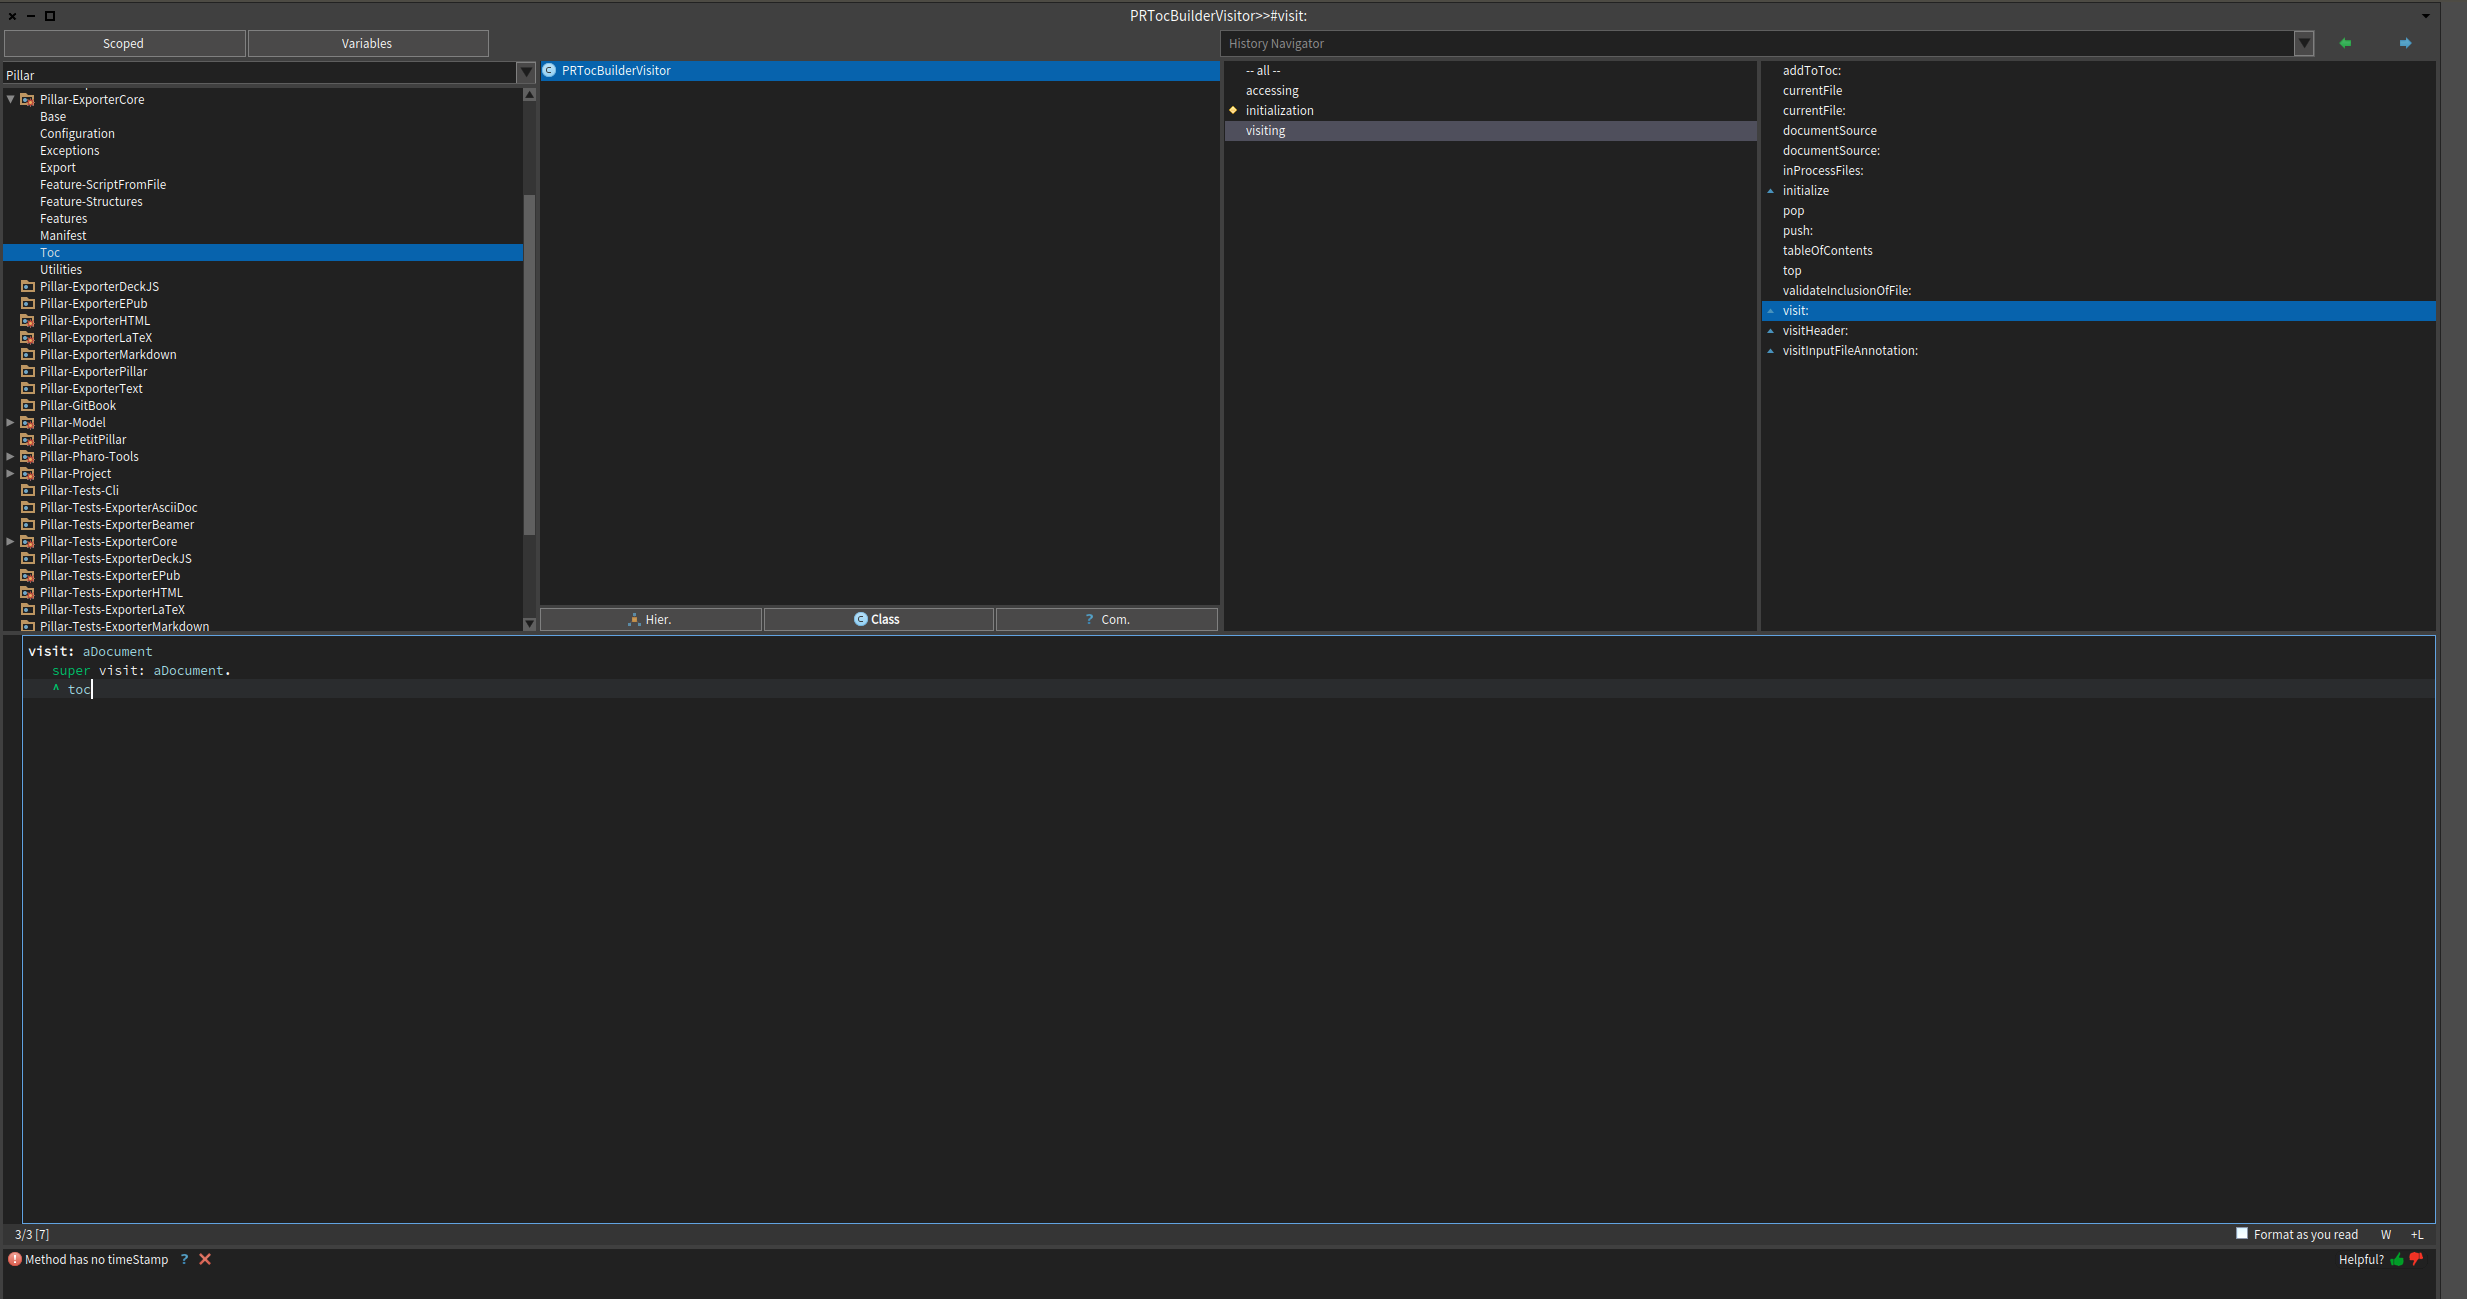 PRTocBuilderVisitor>>#visit:
Scoped
Variables
History Navigator
Pillar
Pillar-ExporterCore
Base
Configuration
Exceptions
Export
Feature-ScriptFromFile
Feature-Structures
Features
Manifest
Toc
Utilities
Pillar-ExporterDeckJS
Pillar-ExporterEPub
Pillar-ExporterHTML
Pillar-ExporterLaTeX
Pillar-ExporterMarkdown
Pillar-ExporterPillar
Pillar-ExporterText
Pillar-GitBook
Pillar-Model
Pillar-PetitPillar
Pillar-Pharo-Tools
Pillar-Project
Pillar-Tests-Cli
Pillar-Tests-ExporterAsciiDoc
Pillar-Tests-ExporterBeamer
Pillar-Tests-ExporterCore
Pillar-Tests-ExporterDeckJS
Pillar-Tests-ExporterEPub
Pillar-Tests-ExporterHTML
Pillar-Tests-ExporterLaTeX
Pillar-Tests-ExporterMarkdown
PRTocBuilderVisitor
Hier.
Class
? Com.
-- all --
accessing
initialization
visiting
addToToc:
currentFile
currentFile:
documentSource
documentSource:
inProcessFiles:
initialize
pop
push:
tableOfContents
top
validateInclusionOfFile:
visit:
visitHeader:
visitInputFileAnnotation:
visit: aDocument
super visit: aDocument.
^ toc
3/3 [7]
Format as you read W +L
Method has no timeStamp ?
Helpful?